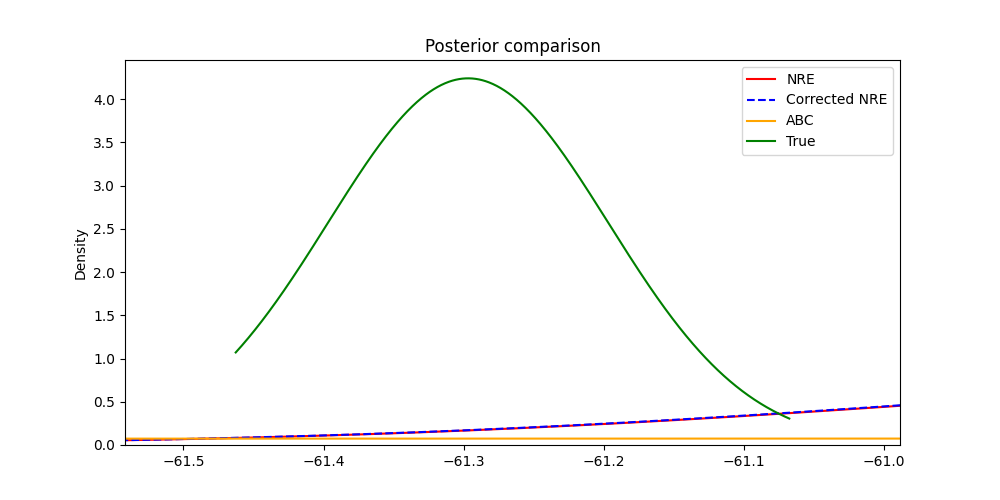 Posterior comparison
NRE
Corrected NRE
ABC
True
Density
4.0
3.5
3.0
2.5
2.0
1.5
1.0
0.5
0.0
−61.5
−61.4
−61.3
−61.2
−61.1
−61.0